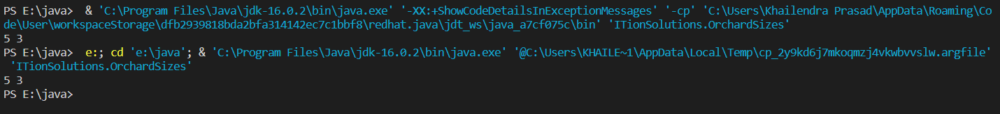 PS E:\java>  & 'C:\Program Files\Java\jdk-16.0.2\bin\java.exe' '-XX:+ShowCodeDetailsInExceptionMessages' '-cp' 'C:\Users\Khailendra Prasad\AppData\Roaming\Co
de\User\workspaceStorage\dfb2939818bda2bfa314142ec7c1bbf8\redhat.java\jdt_ws\java_a7cf075c\bin' 'ITionSolutions.OrchardSizes'
5 3
PS E:\java>  e:; cd 'e:\java'; & 'C:\Program Files\Java\jdk-16.0.2\bin\java.exe' '@C:\Users\KHAILE~1\AppData\Local\Temp\cp_2y9kd6j7mkoqmzj4vkwbvvslw.argfile'
 'ITionSolutions.OrchardSizes'
5 3
PS E:\java>